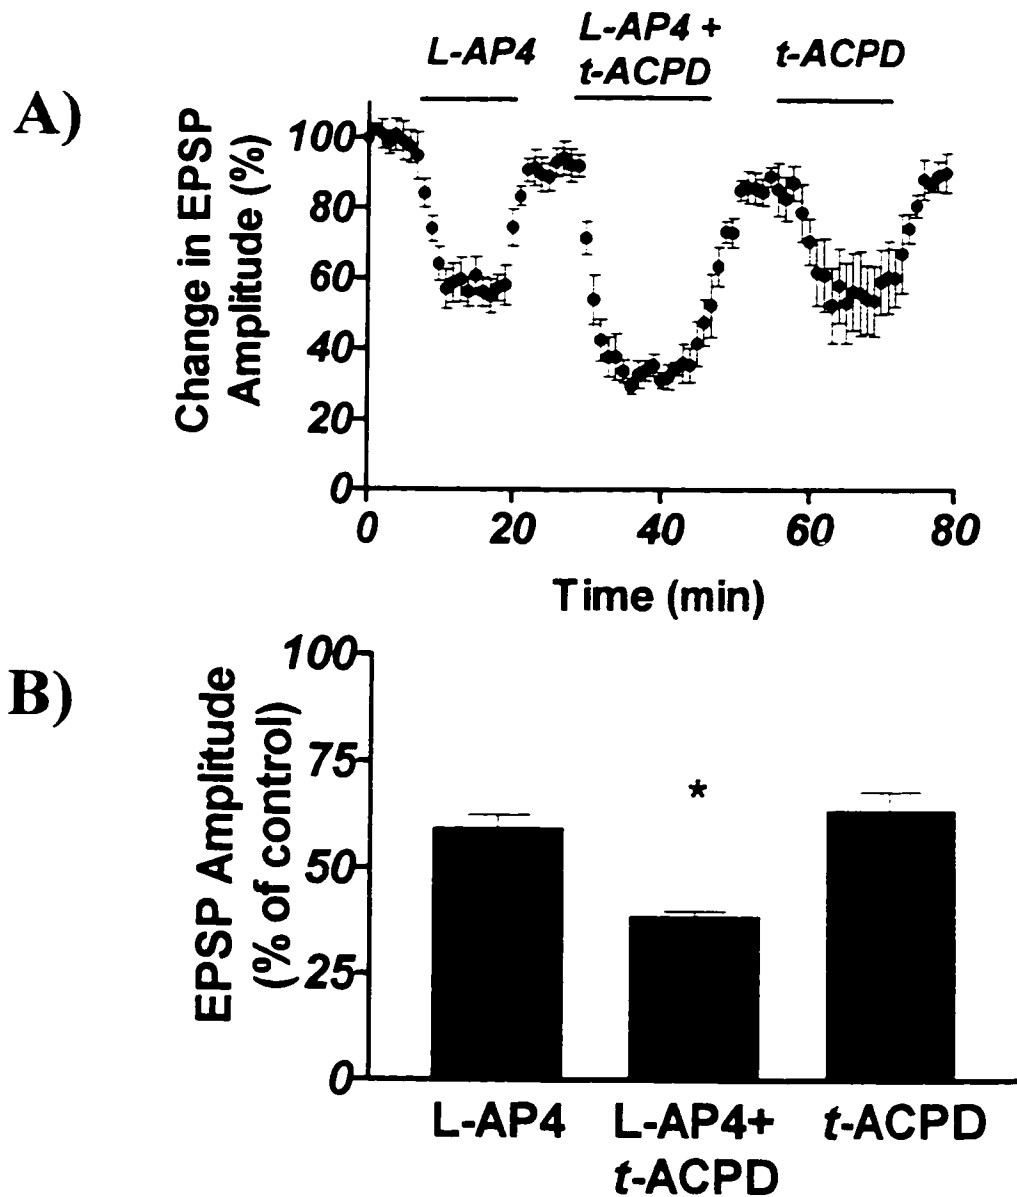 L-AP4
L-AP4 +
t-ACPD
t-ACPD
A)
Change in EPSP
Amplitude (%)
100
80
60
40
20
0
0 20 40 60 80
Time (min)
B)
EPSP Amplitude
(% of control)
100
75
50
25
0
*
L-AP4
L-AP4+
t-ACPD
t-ACPD